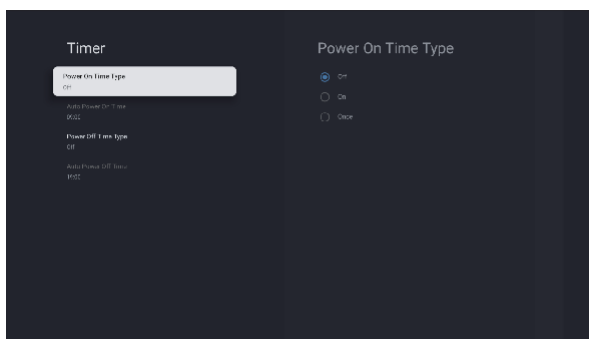 Timer
Power On Time Type
Off
Auto Power On Time
Power Off Time Type
Off
Auto Power Off Time
Power On Time Type
Off
On
Once